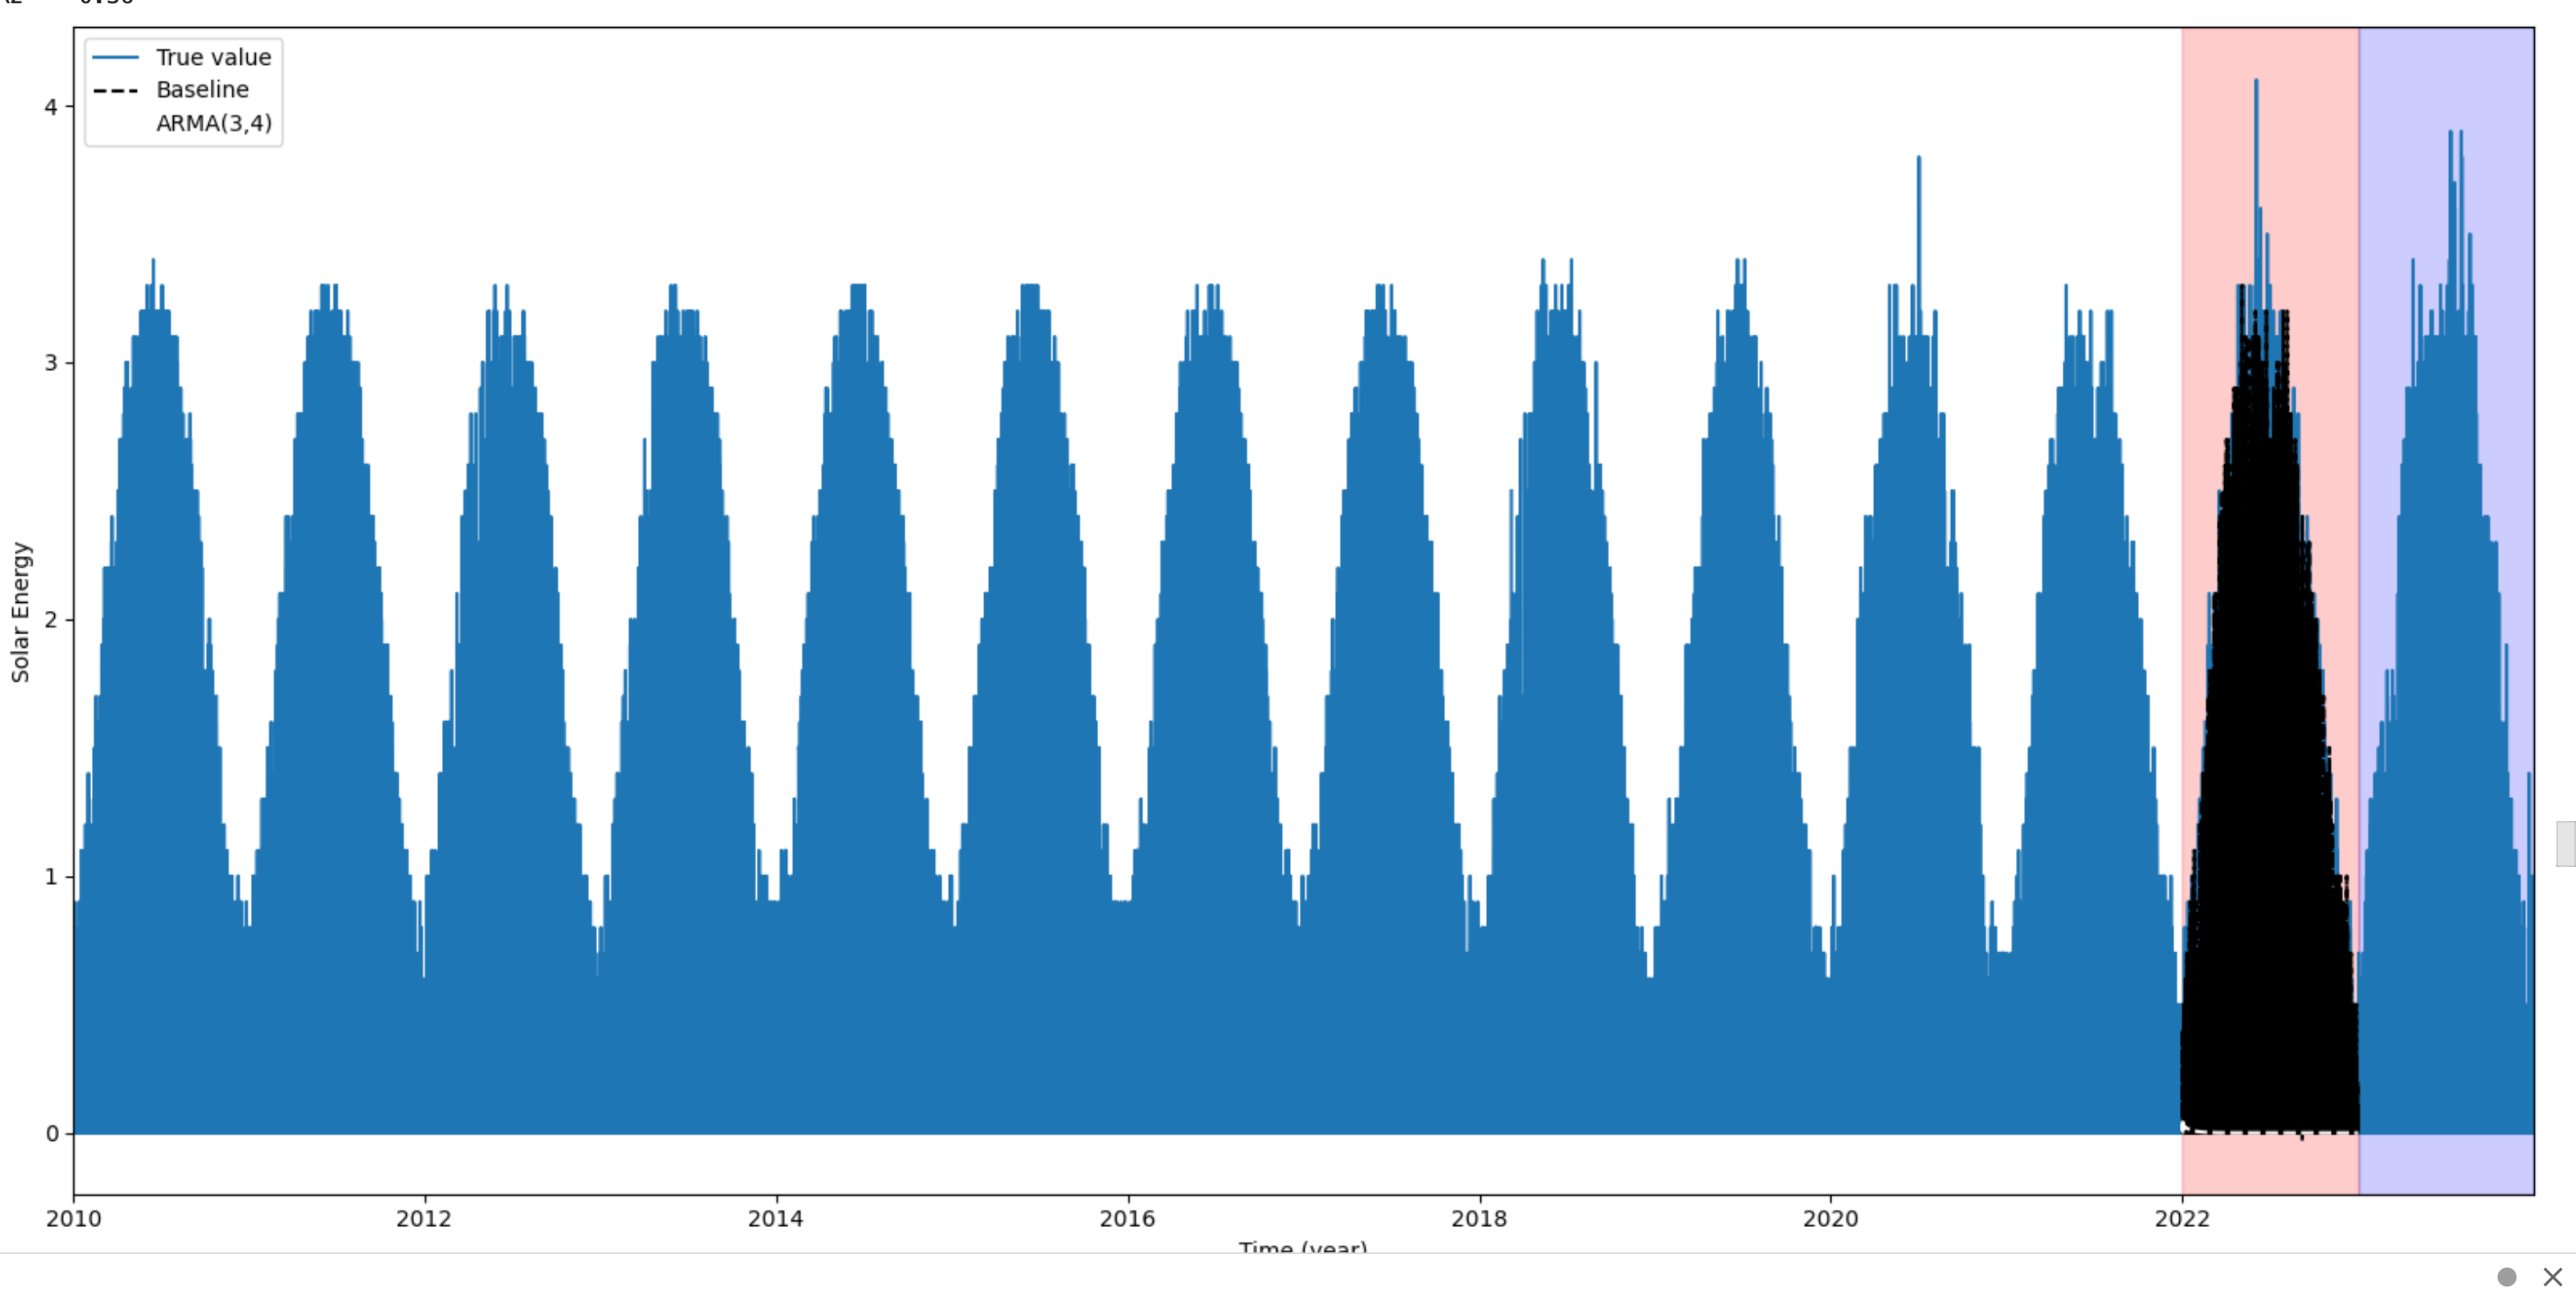 True value
Baseline
ARMA(3,4)
4
3
2
1
0
Solar Energy
2010 2012 2014 2016 2018 2020 2022
Time (year)